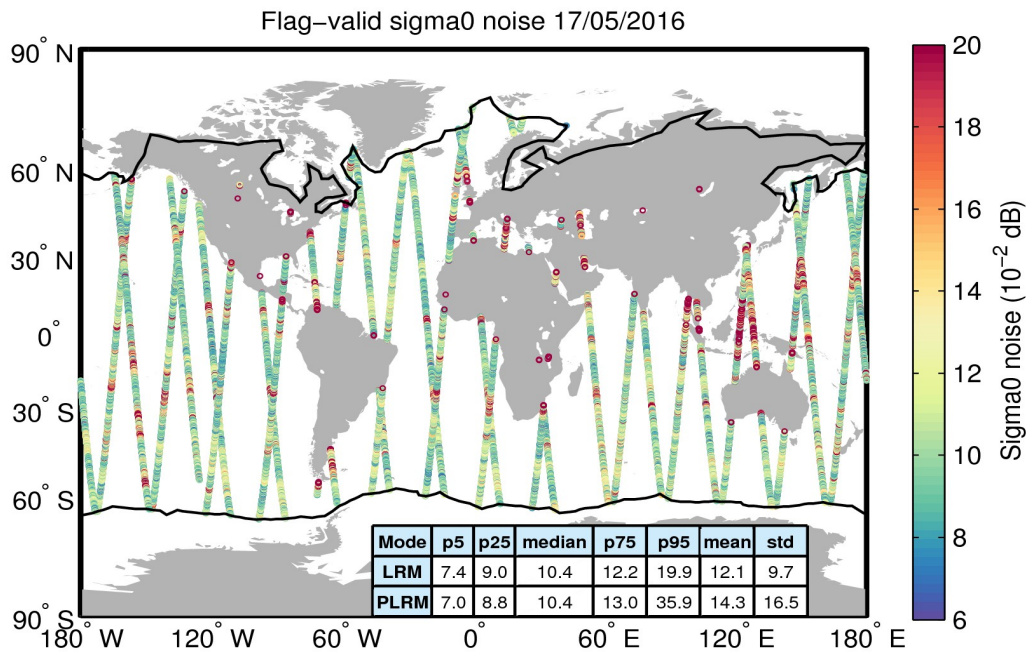 Flag−valid sigma0 noise 17/05/2016
90° N
60° N
30° N
0°
30° S
60° S
90° S
180° W 120° W 60° W 0° 60° E 120° E 180° E
Mode p5 p25 median p75 p95 mean std
LRM 7.4 9.0 10.4 12.2 19.9 12.1 9.7
PLRM 7.0 8.8 10.4 13.0 35.9 14.3 16.5
20
18
16
14
12
10
8
6
Sigma0 noise (10⁻² dB)